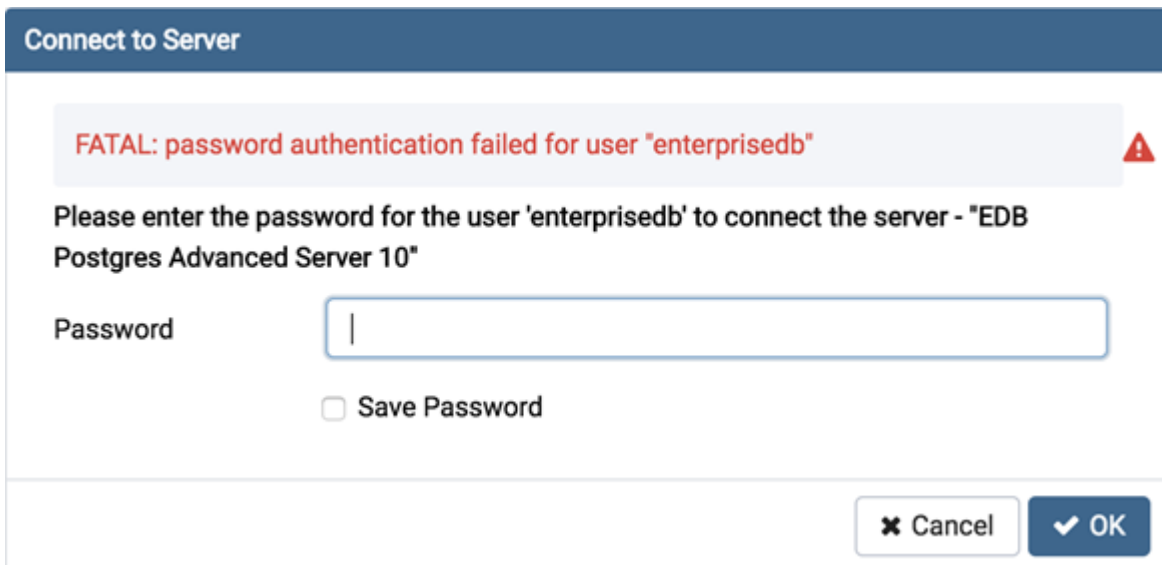 Connect to Server
FATAL: password authentication failed for user "enterprisedb"
Please enter the password for the user 'enterprisedb' to connect the server - "EDB
Postgres Advanced Server 10"
Password
Save Password
Cancel
OK